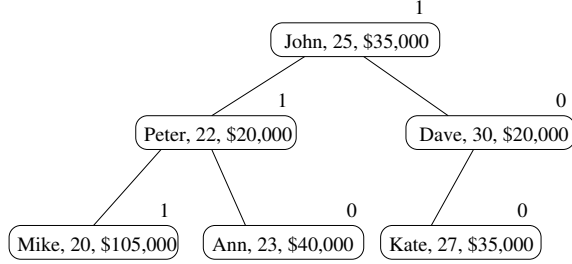 1
John, 25, $35,000
1
0
Peter, 22, $20,000
Dave, 30, $20,000
1
0
0
Mike, 20, $105,000
Ann, 23, $40,000
Kate, 27, $35,000